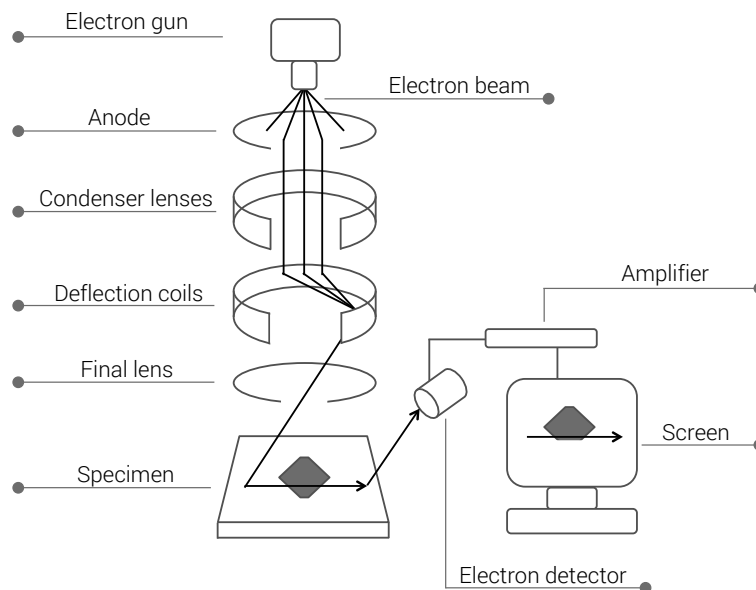 Electron gun
Electron beam
Anode
Condenser lenses
Deflection coils
Amplifier
Final lens
Screen
Specimen
Electron detector